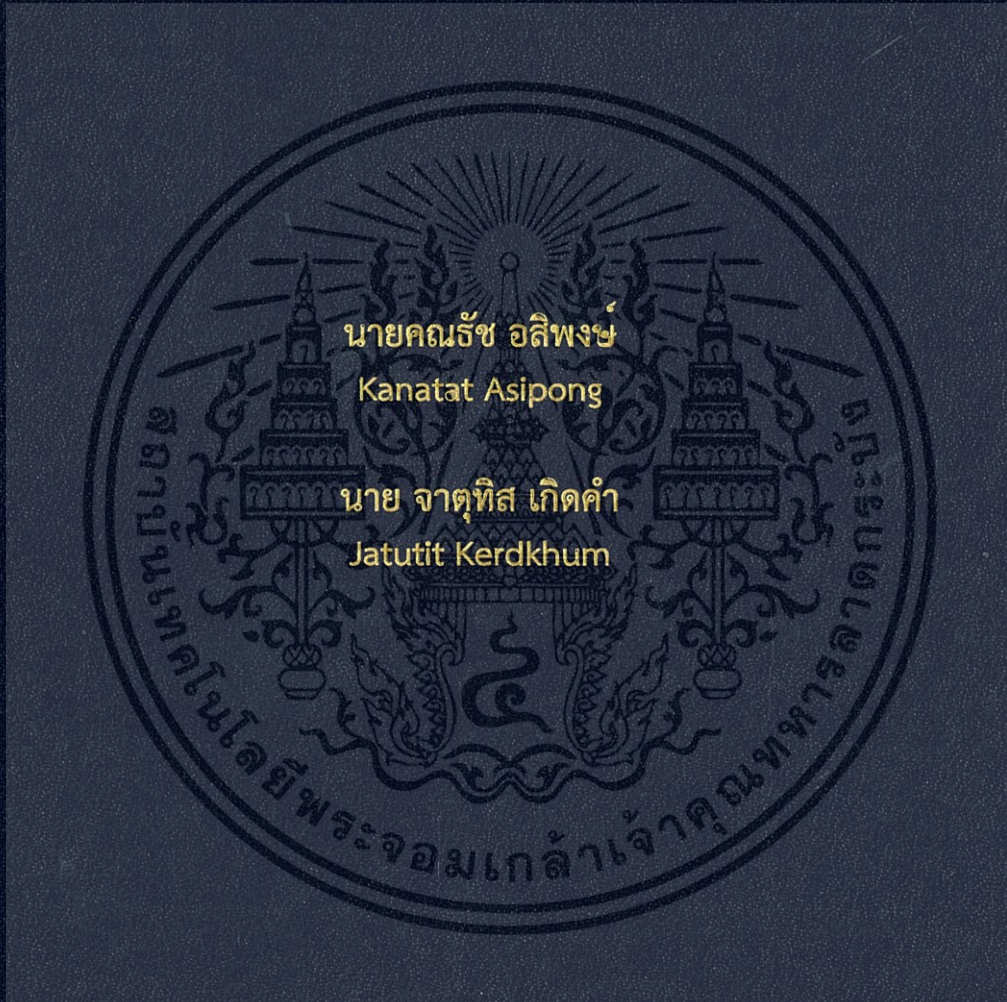 นายคณธัช อสิพงษ์
Kanatat Asipong
นาย จาตุทิส เกิดคำ
Jatutit Kerdkhum
สถาบันเทคโนโลยีพระจอมเกล้าเจ้าคุณทหารลาดกระบัง
๔